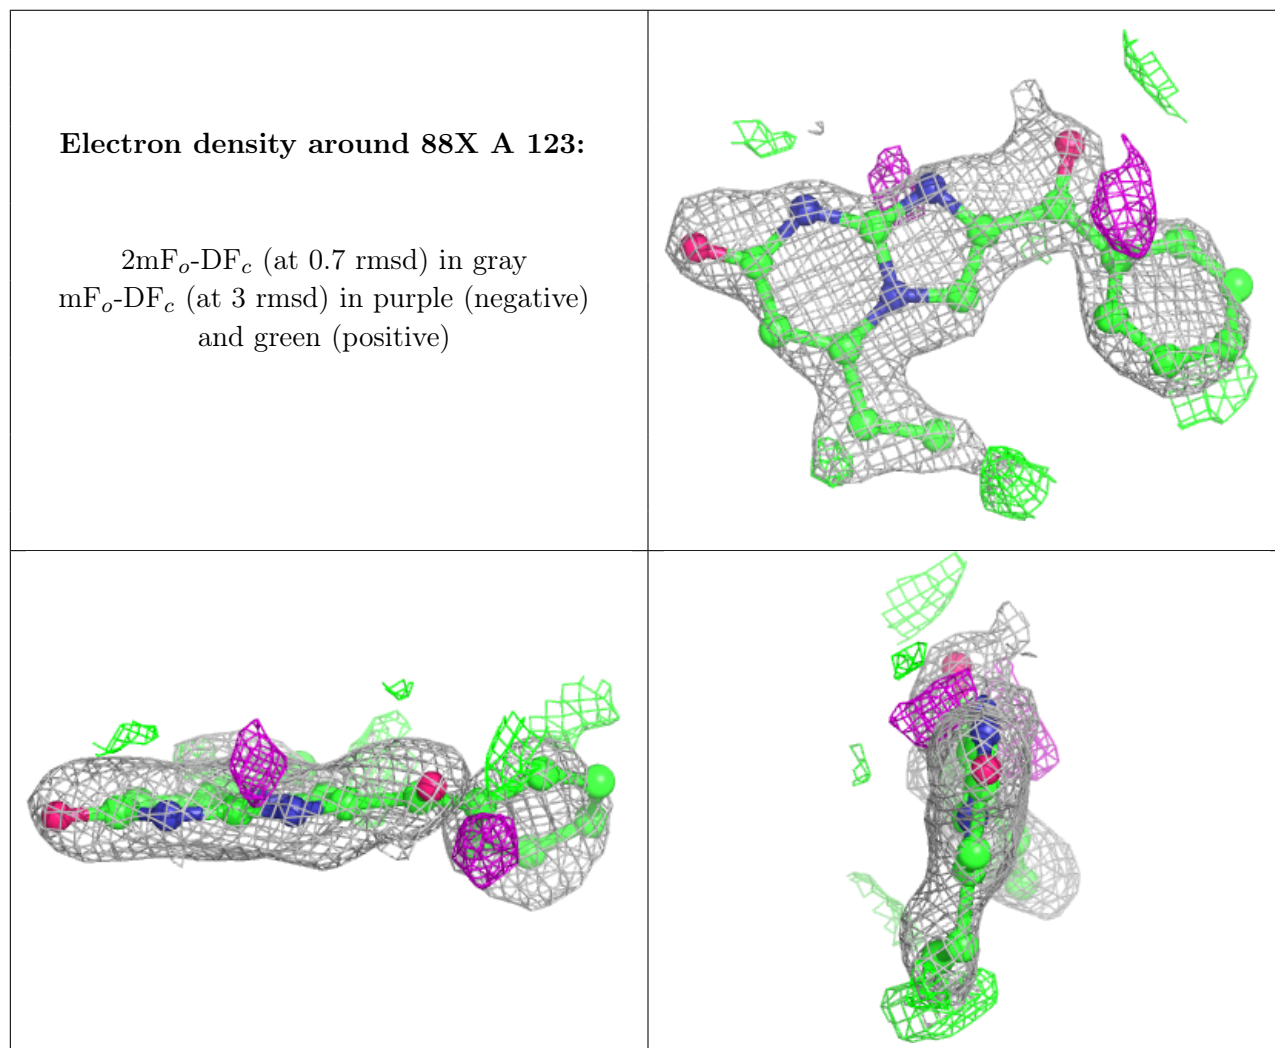 Electron density around 88X A 123:
2mFo-DFc (at 0.7 rmsd) in gray
mFo-DFc (at 3 rmsd) in purple (negative)
and green (positive)